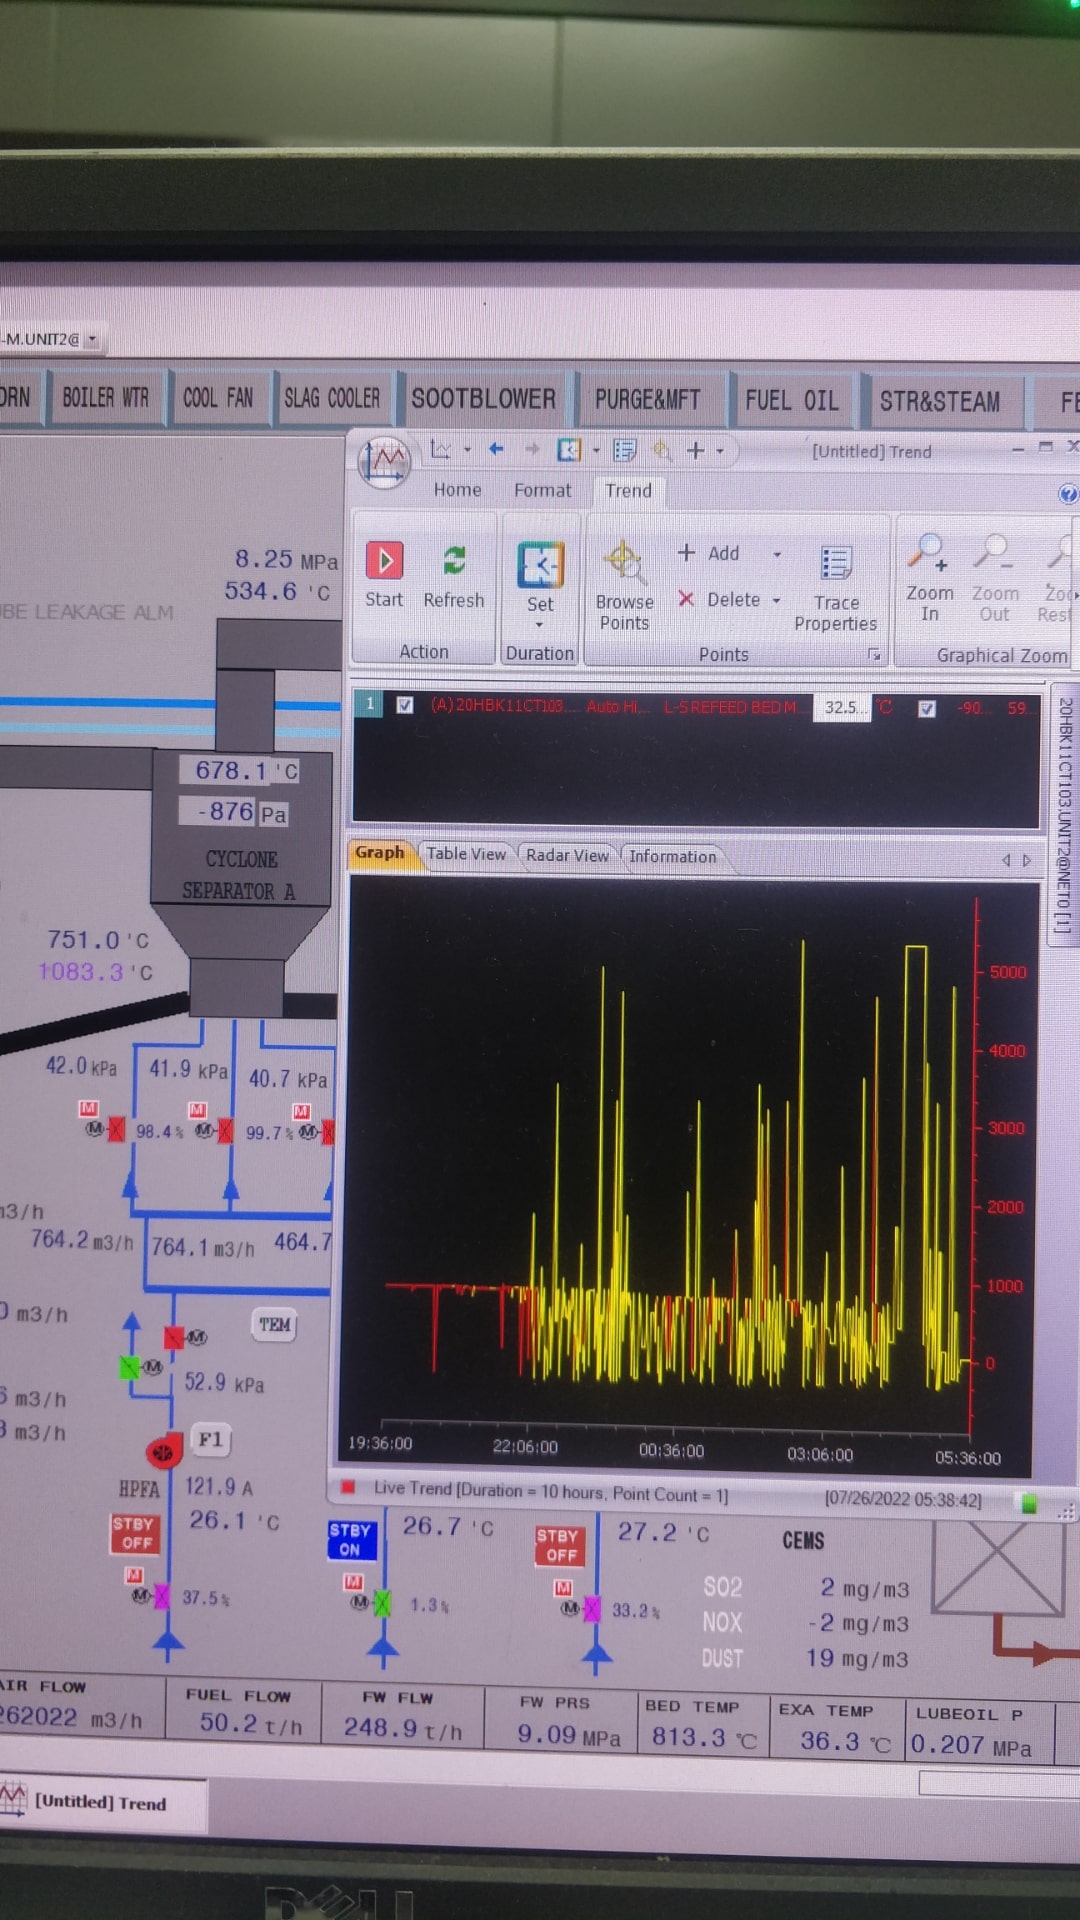 -M.UNIT2@
ORN
BOILER WTR
COOL FAN
SLAG COOLER
SOOTBLOWER
PURGE&MFT
FUEL OIL
STR&STEAM
[Untitled] Trend
Home
Format
Trend
Start
Refresh
Action
Set
Duration
Browse
Points
Add
Delete
Trace
Properties
Points
Zoom
In
Zoom
Out
Graphical Zoom
8.25 MPa
534.6 °C
BE LEAKAGE ALM
1
(A) 20HBK11CT103....
Auto Hi...
L-S REFEED BED M...
32.5...
°C
-90...
59...
20HBK11CT103.UNIT2@NET0 [1]
678.1 °C
-876 Pa
CYCLONE
SEPARATOR A
Graph
Table View
Radar View
Information
751.0 °C
1083.3 °C
5000
4000
3000
2000
1000
0
42.0 kPa
41.9 kPa
40.7 kPa
M
M
M
M
98.4 %
M
99.7 %
M
m3/h
764.2 m3/h
764.1 m3/h
464.7
0 m3/h
TEM
M
M
52.9 kPa
6 m3/h
3 m3/h
F1
19:36:00
22:06:00
00:36:00
03:06:00
05:36:00
Live Trend [Duration = 10 hours, Point Count = 1]
[07/26/2022 05:38:42]
HPFA
121.9 A
26.1 °C
STBY
OFF
M
M
37.5 %
STBY
ON
26.7 °C
M
M
1.3 %
STBY
OFF
27.2 °C
M
M
33.2 %
CEMS
SO2
2 mg/m3
NOX
-2 mg/m3
DUST
19 mg/m3
AIR FLOW
262022 m3/h
FUEL FLOW
50.2 t/h
FW FLW
248.9 t/h
FW PRS
9.09 MPa
BED TEMP
813.3 °C
EXA TEMP
36.3 °C
LUBEOIL P
0.207 MPa
[Untitled] Trend
DELL